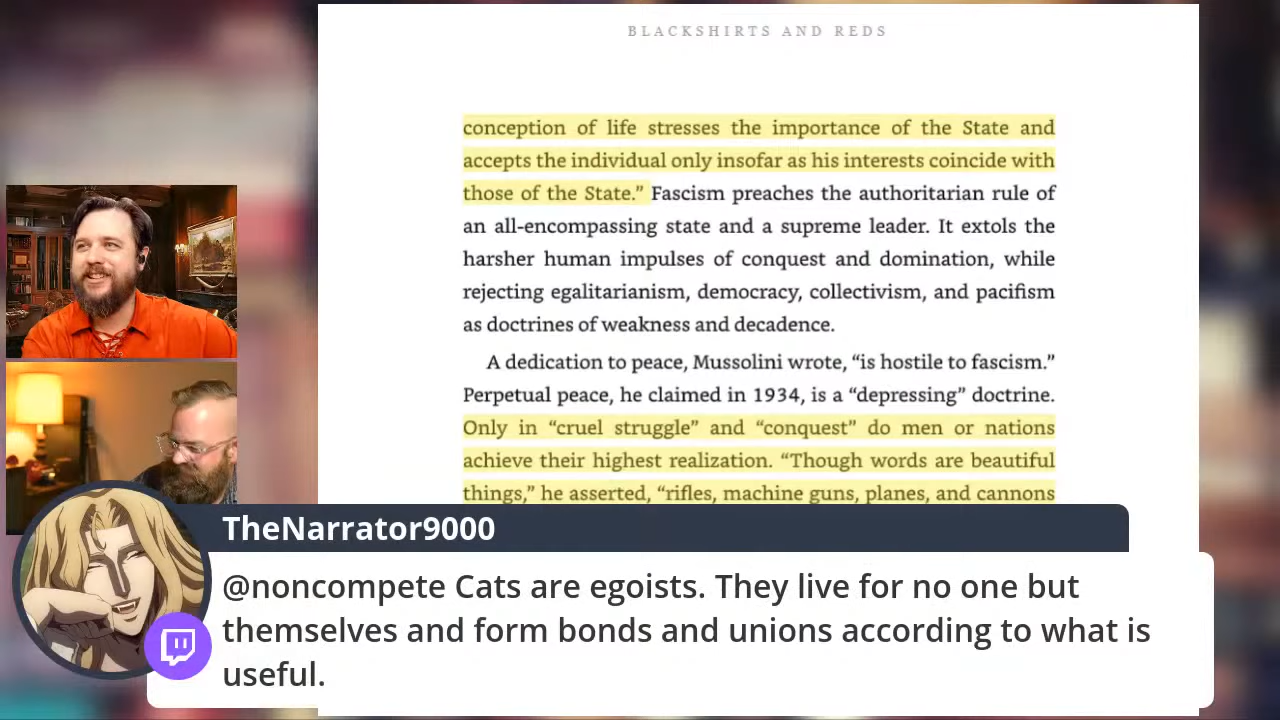 BLACKSHIRTS AND REDS
conception of life stresses the importance of the State and
accepts the individual only insofar as his interests coincide with
those of the State.” Fascism preaches the authoritarian rule of
an all-encompassing state and a supreme leader. It extols the
harsher human impulses of conquest and domination, while
rejecting egalitarianism, democracy, collectivism, and pacifism
as doctrines of weakness and decadence.
A dedication to peace, Mussolini wrote, “is hostile to fascism.”
Perpetual peace, he claimed in 1934, is a “depressing” doctrine.
Only in “cruel struggle” and “conquest” do men or nations
achieve their highest realization. “Though words are beautiful
things,” he asserted, “rifles, machine guns, planes, and cannons
TheNarrator9000
@noncompete Cats are egoists. They live for no one but
themselves and form bonds and unions according to what is
useful.